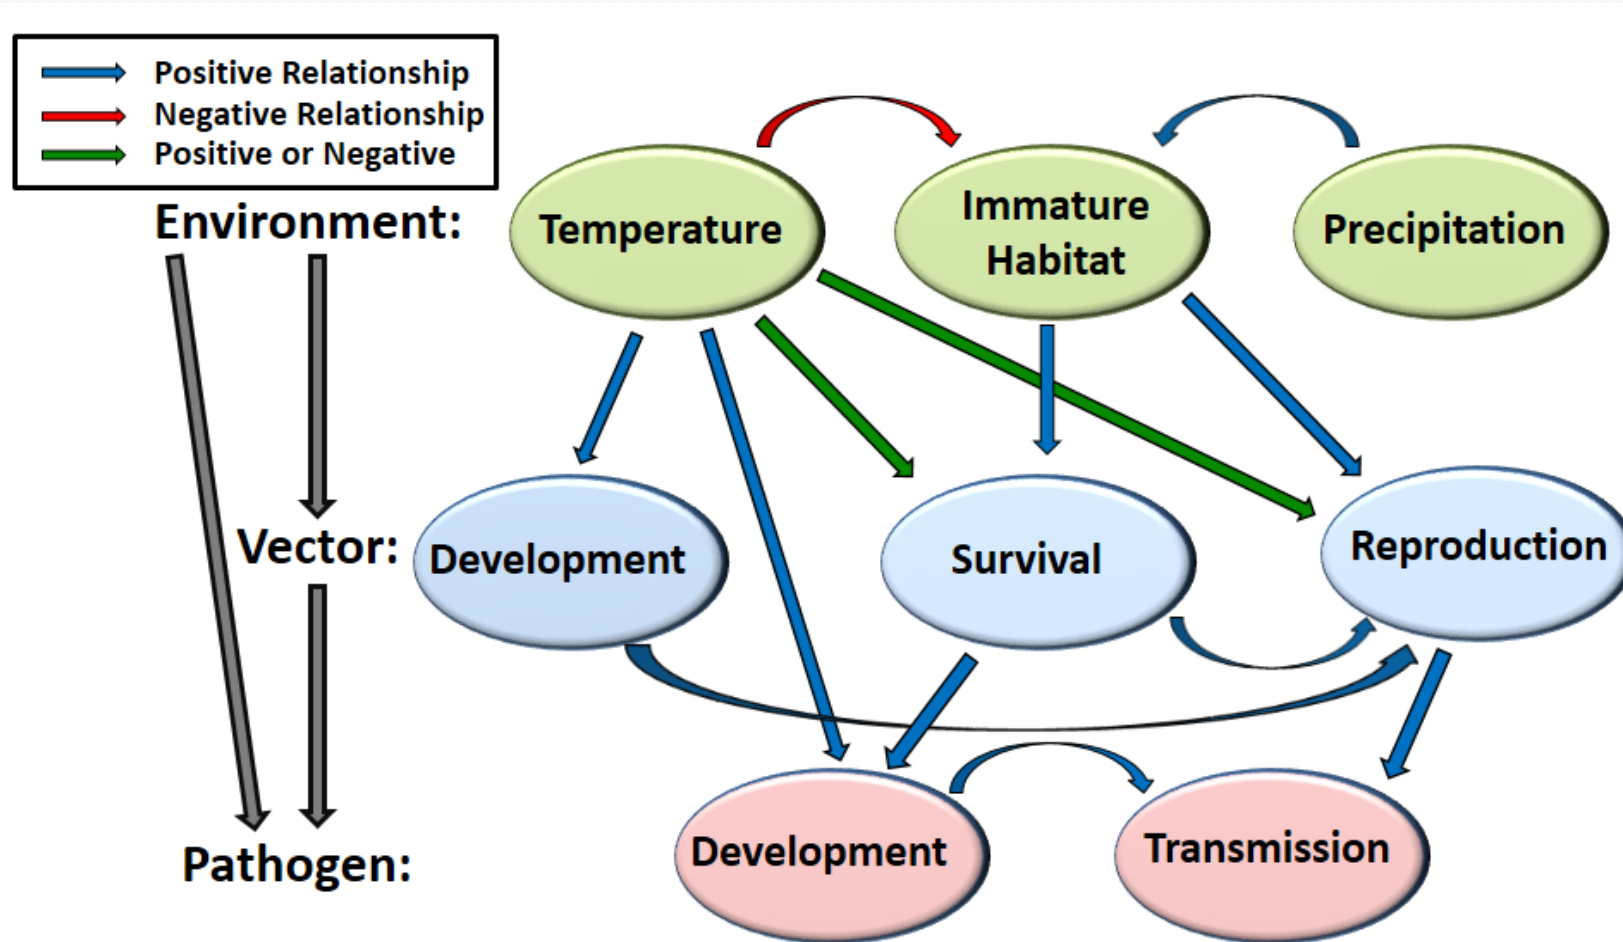 Positive Relationship
Negative Relationship
Positive or Negative
Environment:
Temperature
Immature
Habitat
Precipitation
Vector:
Development
Survival
Reproduction
Pathogen:
Development
Transmission